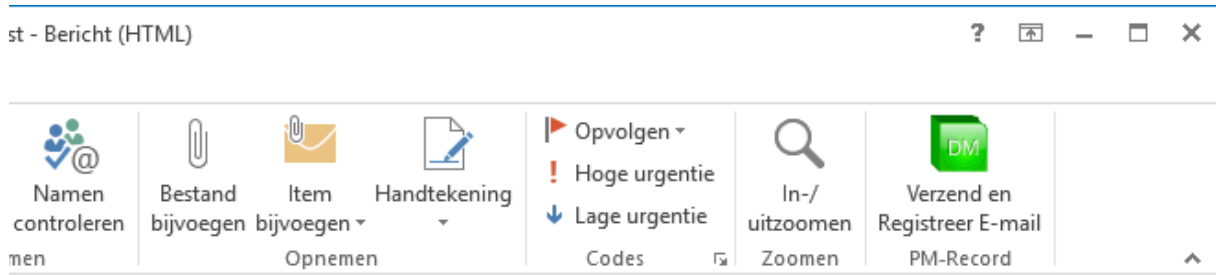 st - Bericht (HTML)
?
Namen
controleren
Bestand
bijvoegen
Item
bijvoegen
Handtekening
Opvolgen
Hoge urgentie
Lage urgentie
In-/
uitzoomen
DM
Verzend en
Registreer E-mail
men
Opnemen
Codes
Zoomen
PM-Record